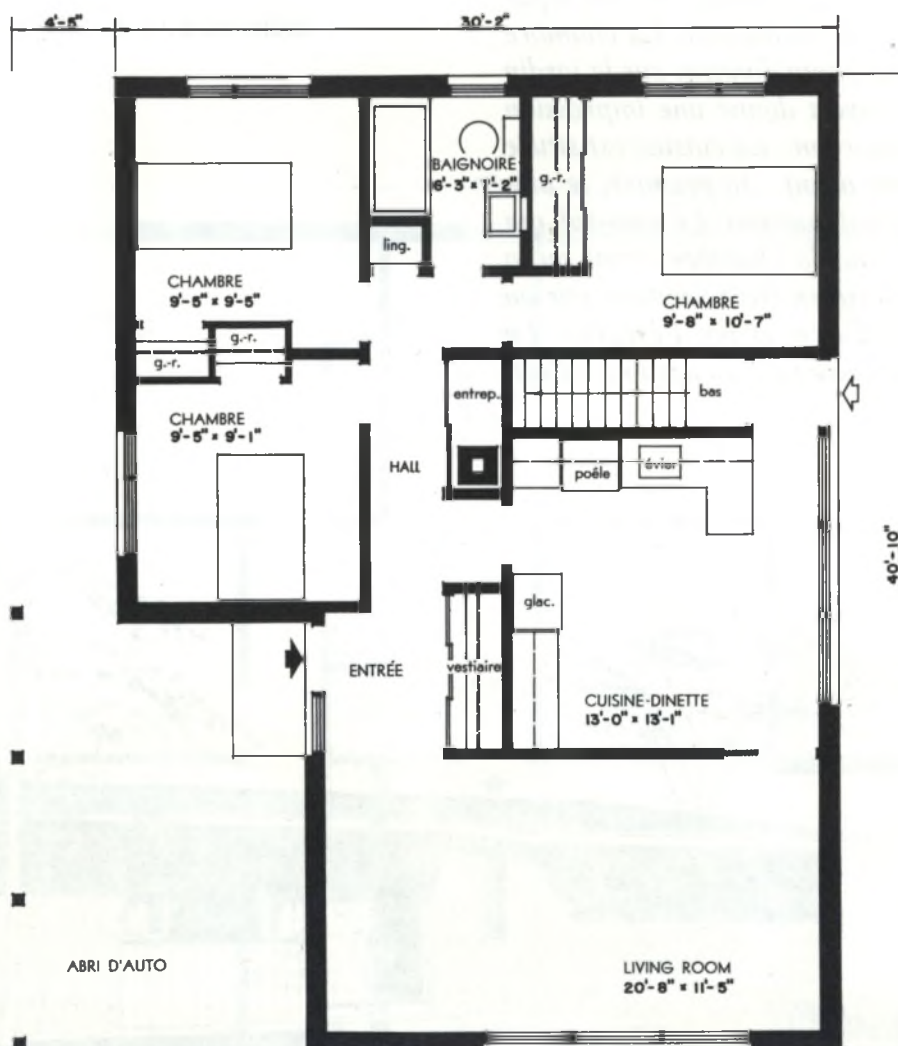 4'-5"
30'-2"
BAIGNOIRE
6'-3" × 7'-2"
g.-r.
ling.
CHAMBRE
9'-5" × 9'-5"
CHAMBRE
9'-8" × 10'-7"
g.-r.
g.-r.
entrep.
bas
CHAMBRE
9'-5" × 9'-1"
HALL
poêle
évier
40'-10"
glac.
ENTRÉE
vestiaire
CUISINE-DINETTE
13'-0" × 13'-1"
ABRI D'AUTO
LIVING ROOM
20'-8" × 11'-5"